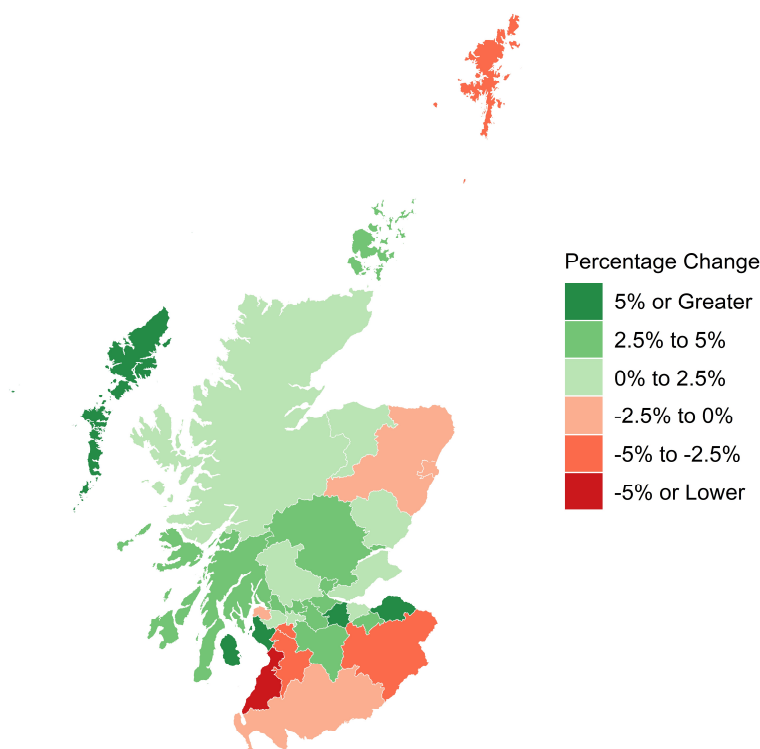 Percentage Change
5% or Greater
2.5% to 5%
0% to 2.5%
-2.5% to 0%
-5% to -2.5%
-5% or Lower